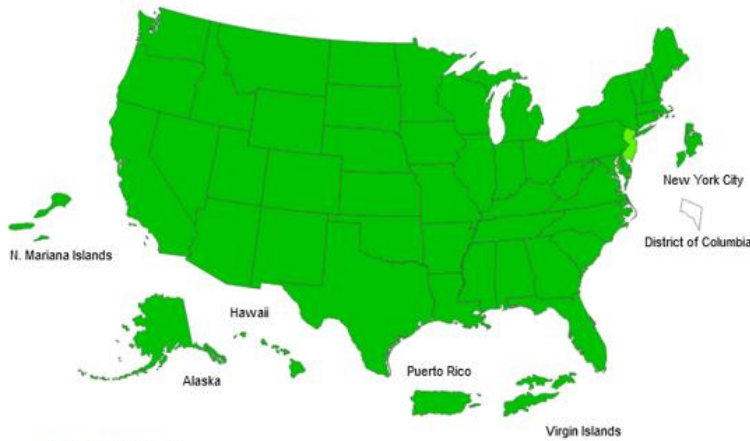 New York City
District of Columbia
N. Mariana Islands
Hawaii
Alaska
Puerto Rico
Virgin Islands